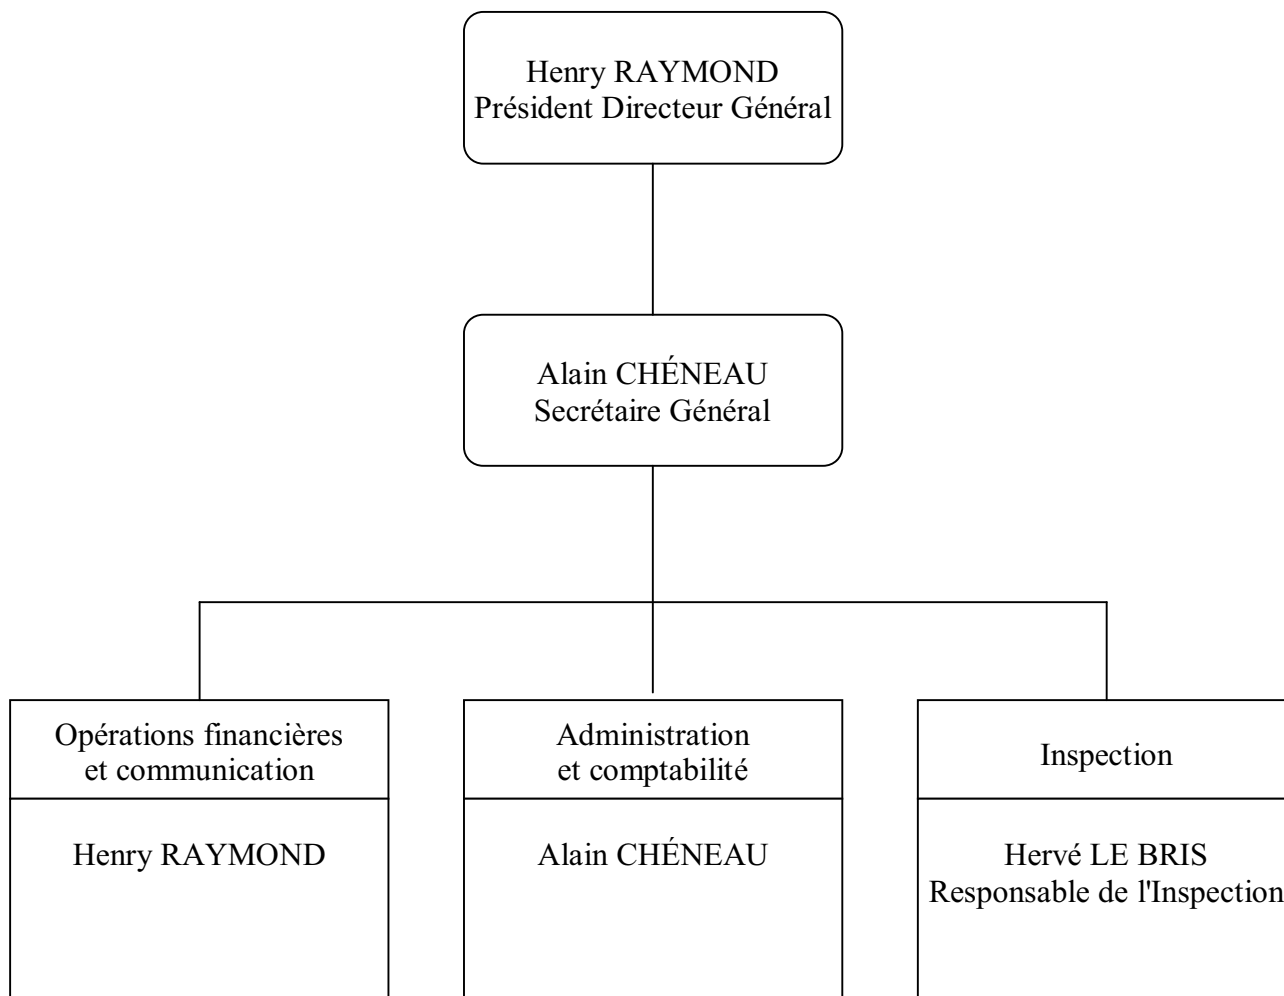 Henry RAYMOND
Président Directeur Général
Alain CHÉNEAU
Secrétaire Général
Opérations financières
et communication
Administration
et comptabilité
Inspection
Henry RAYMOND
Alain CHÉNEAU
Hervé LE BRIS
Responsable de l'Inspection